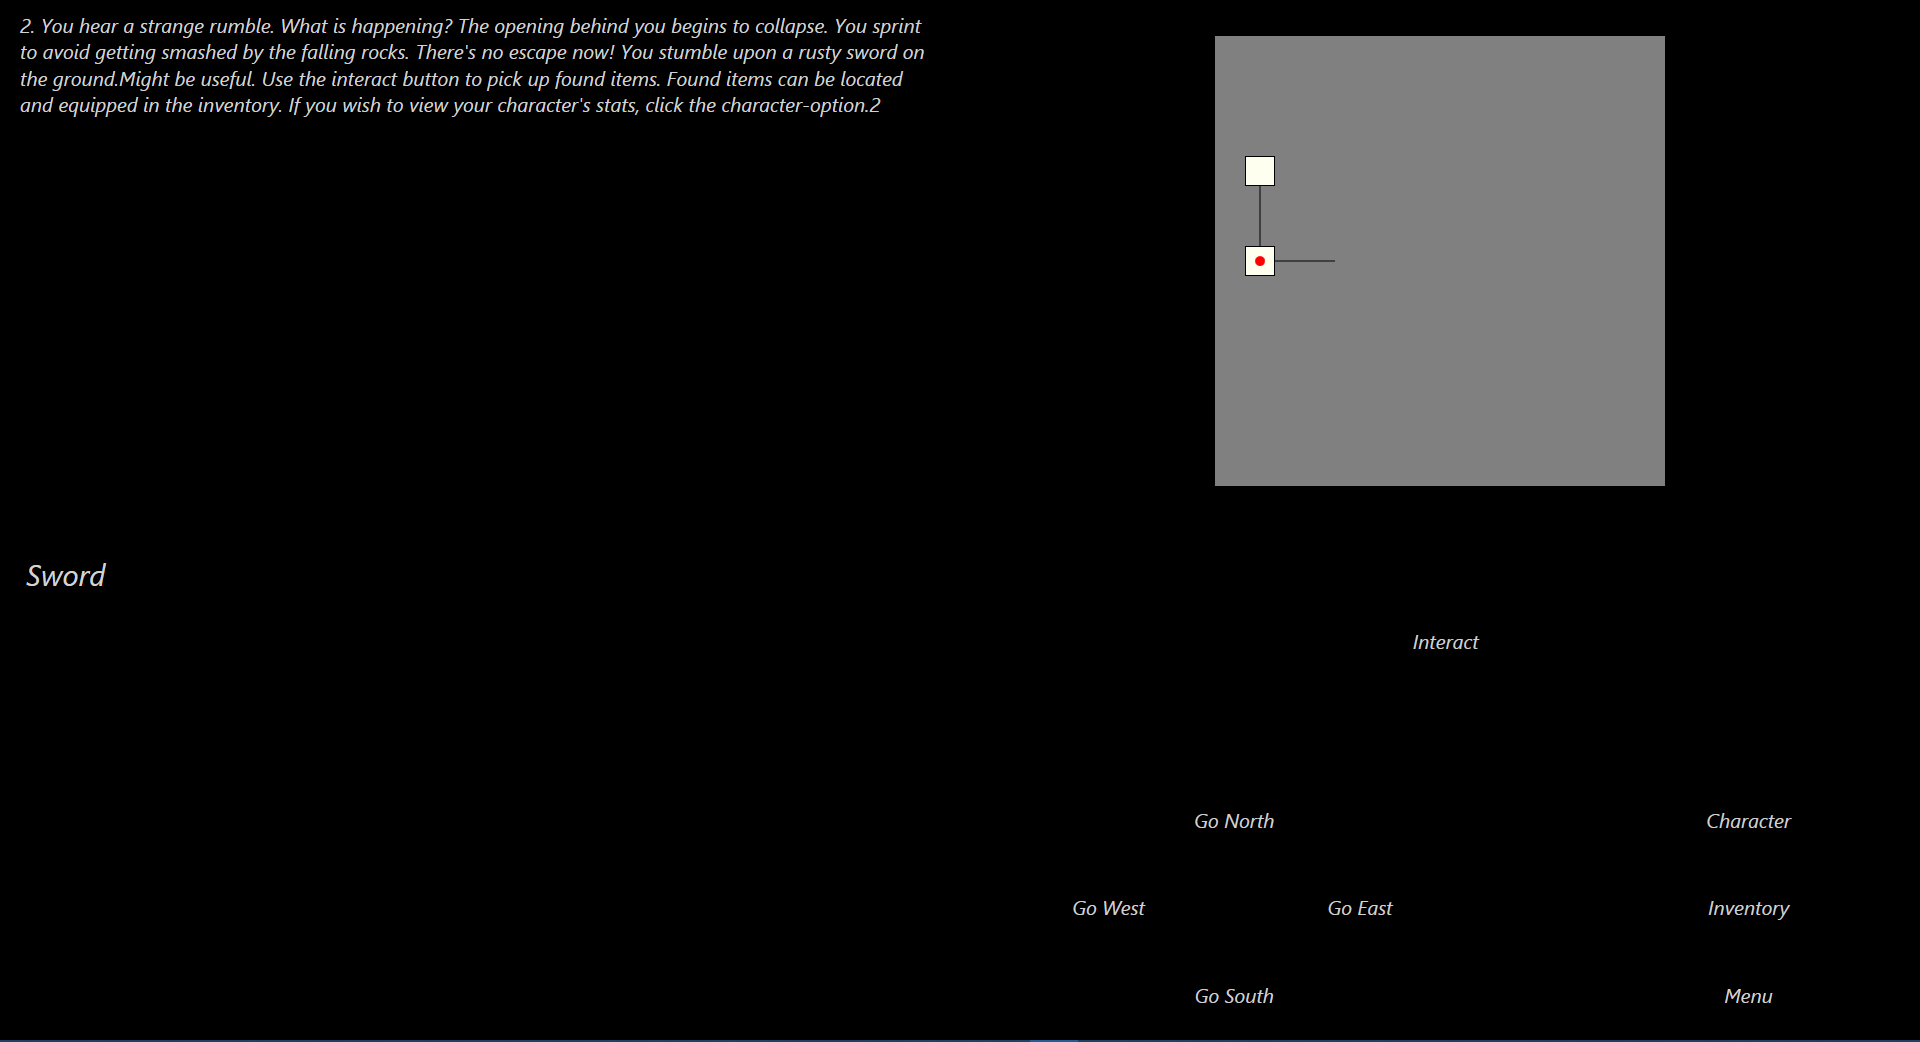 2. You hear a strange rumble. What is happening? The opening behind you begins to collapse. You sprint
to avoid getting smashed by the falling rocks. There's no escape now! You stumble upon a rusty sword on
the ground.Might be useful. Use the interact button to pick up found items. Found items can be located
and equipped in the inventory. If you wish to view your character's stats, click the character-option.2
Sword
Interact
Go North
Character
Go West
Go East
Inventory
Go South
Menu